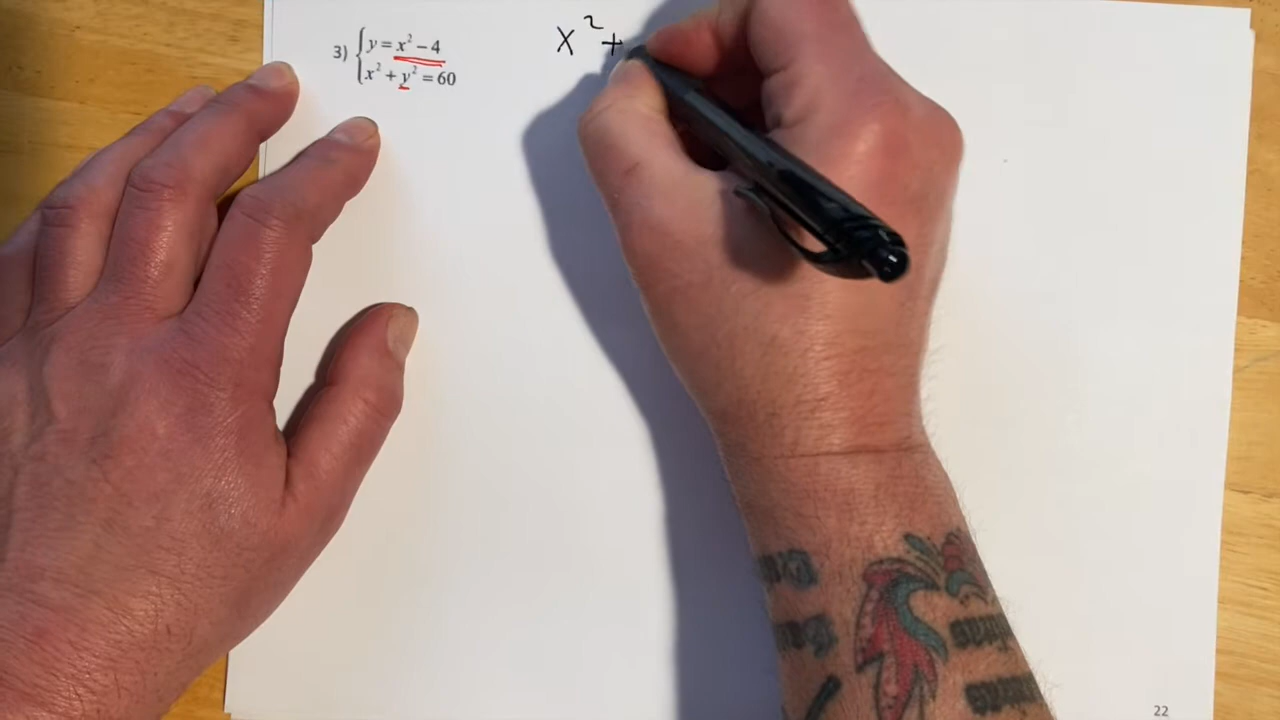 3) { y = x² − 4
x² + y² = 60
x² +
22